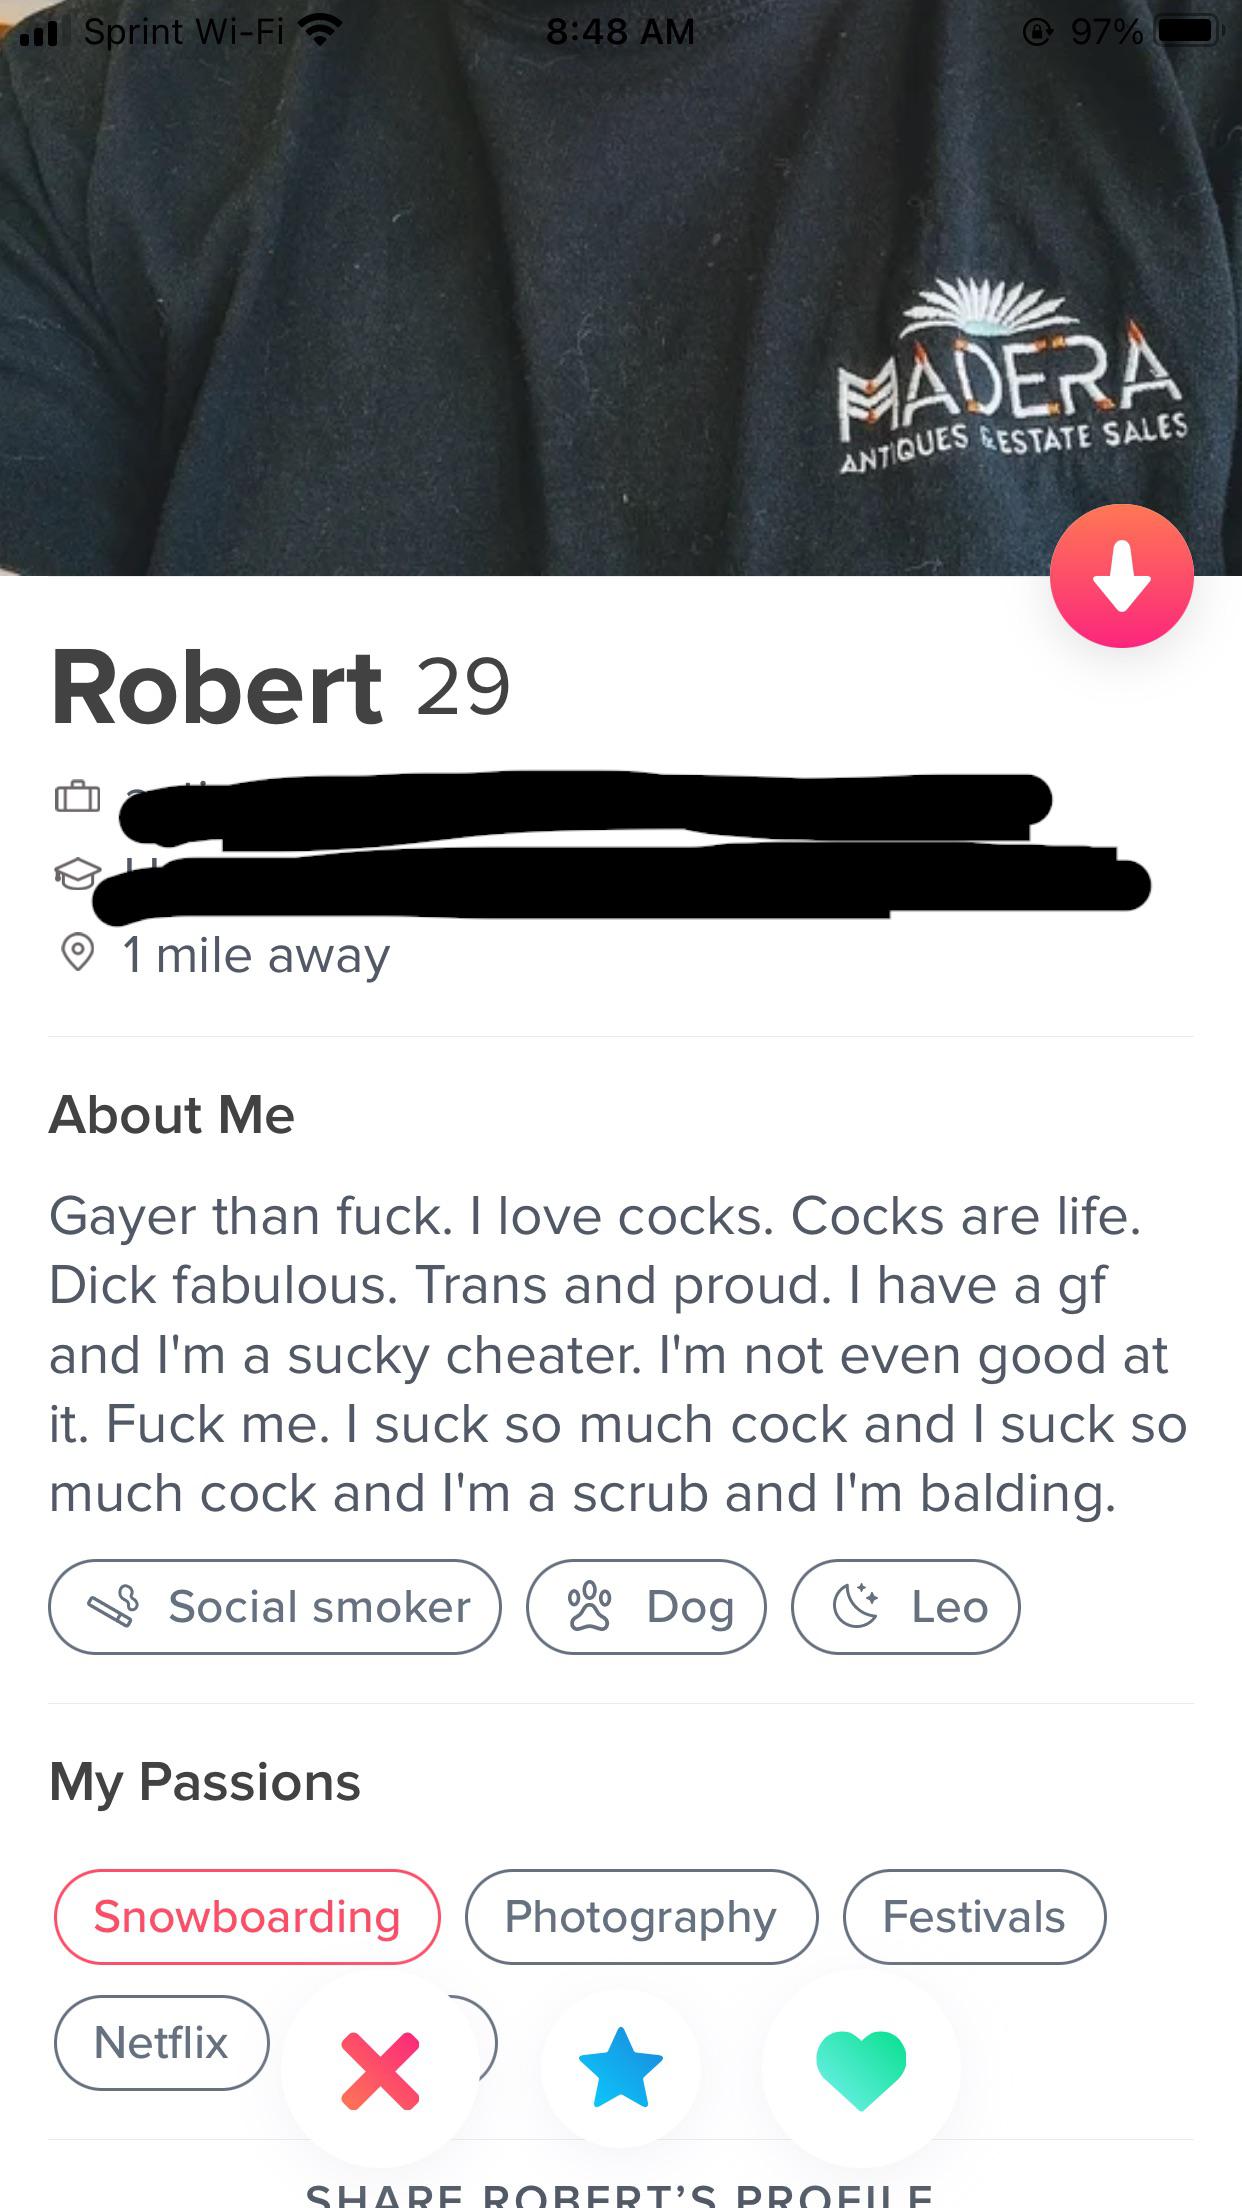 Sprint Wi-Fi 8:48 AM 97%
MADERA
ANTIQUES & ESTATE SALES
Robert 29
1 mile away
About Me
Gayer than fuck. I love cocks. Cocks are life.
Dick fabulous. Trans and proud. I have a gf
and I'm a sucky cheater. I'm not even good at
it. Fuck me. I suck so much cock and I suck so
much cock and I'm a scrub and I'm balding.
Social smoker Dog Leo
My Passions
Snowboarding Photography Festivals
Netflix
SHARE ROBERT'S PROFILE